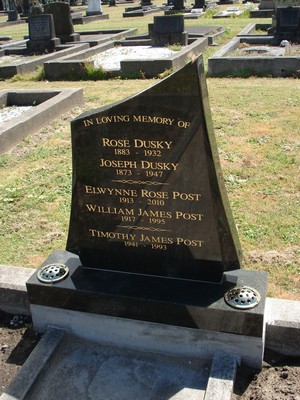 IN LOVING MEMORY OF
ROSE DUSKY
1883 - 1932
JOSEPH DUSKY
1873 - 1947
ELWYNNE ROSE POST
1913 - 2010
WILLIAM JAMES POST
1917 - 1995
TIMOTHY JAMES POST
1941 - 1993